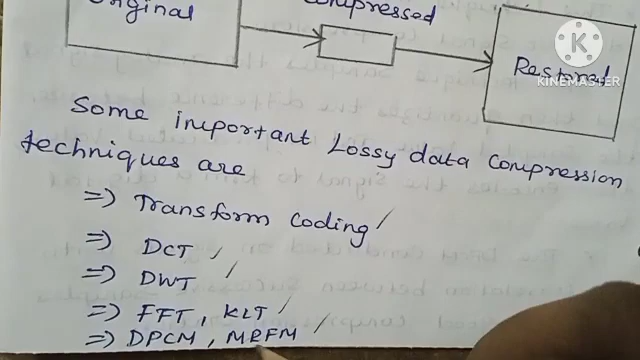 Original
Compressed
Restored
KINEMASTER
Some important Lossy data Compression
techniques are
=> Transform Coding
=> DCT
=> DWT
=> FFT, KLT
=> DPCM, MRFM